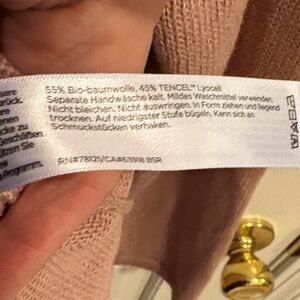 55% Bio-baumwolle, 45% TENCEL™ Lyocell
Separate Handwäsche kalt. Mildes Waschmittel verwenden.
Nicht bleichen. Nicht auswringen. In Form ziehen und liegend
trocknen. Auf niedrigster Stufe bügeln. Kann sich an
Schmuckstücken verhaken.
RN#78121/CA#63198 BSR